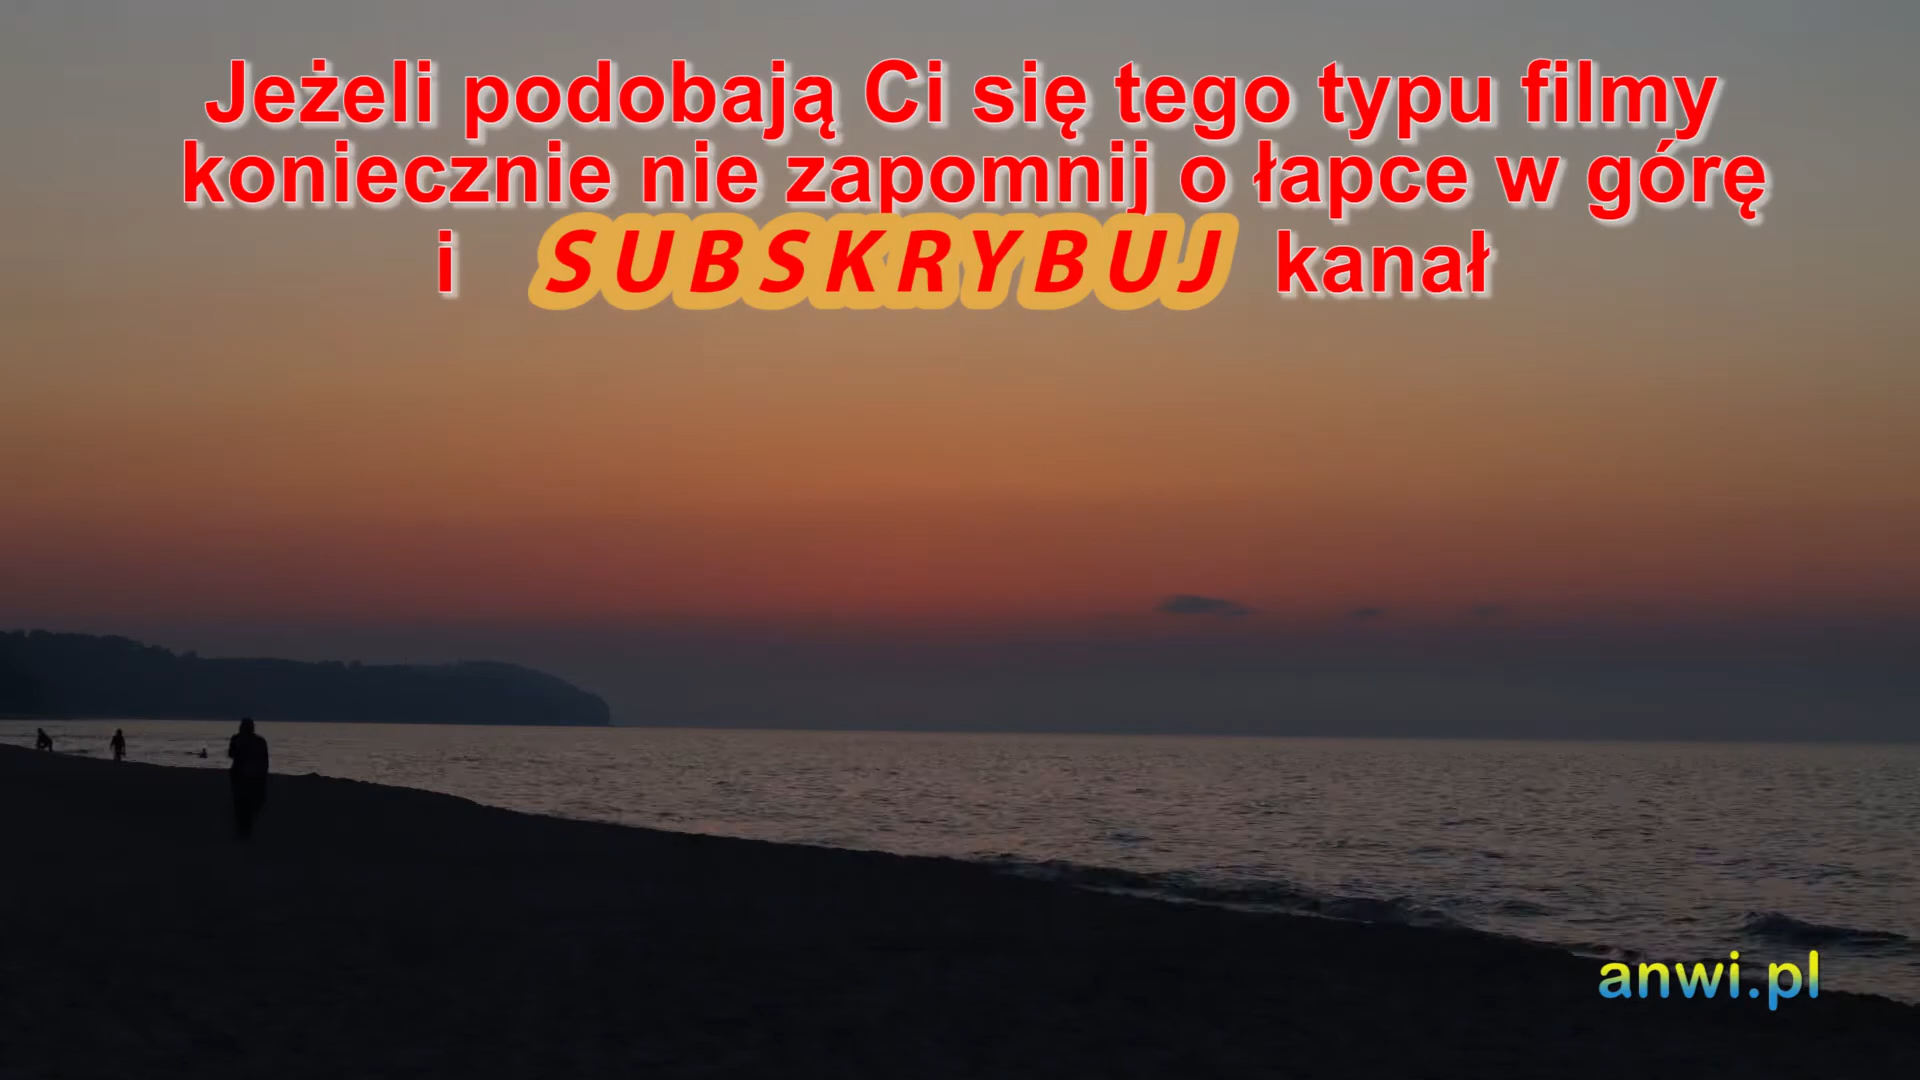 Jeżeli podobają Ci się tego typu filmy
koniecznie nie zapomnij o łapce w górę
i SUBSKRYBUJ kanał
anwi.pl